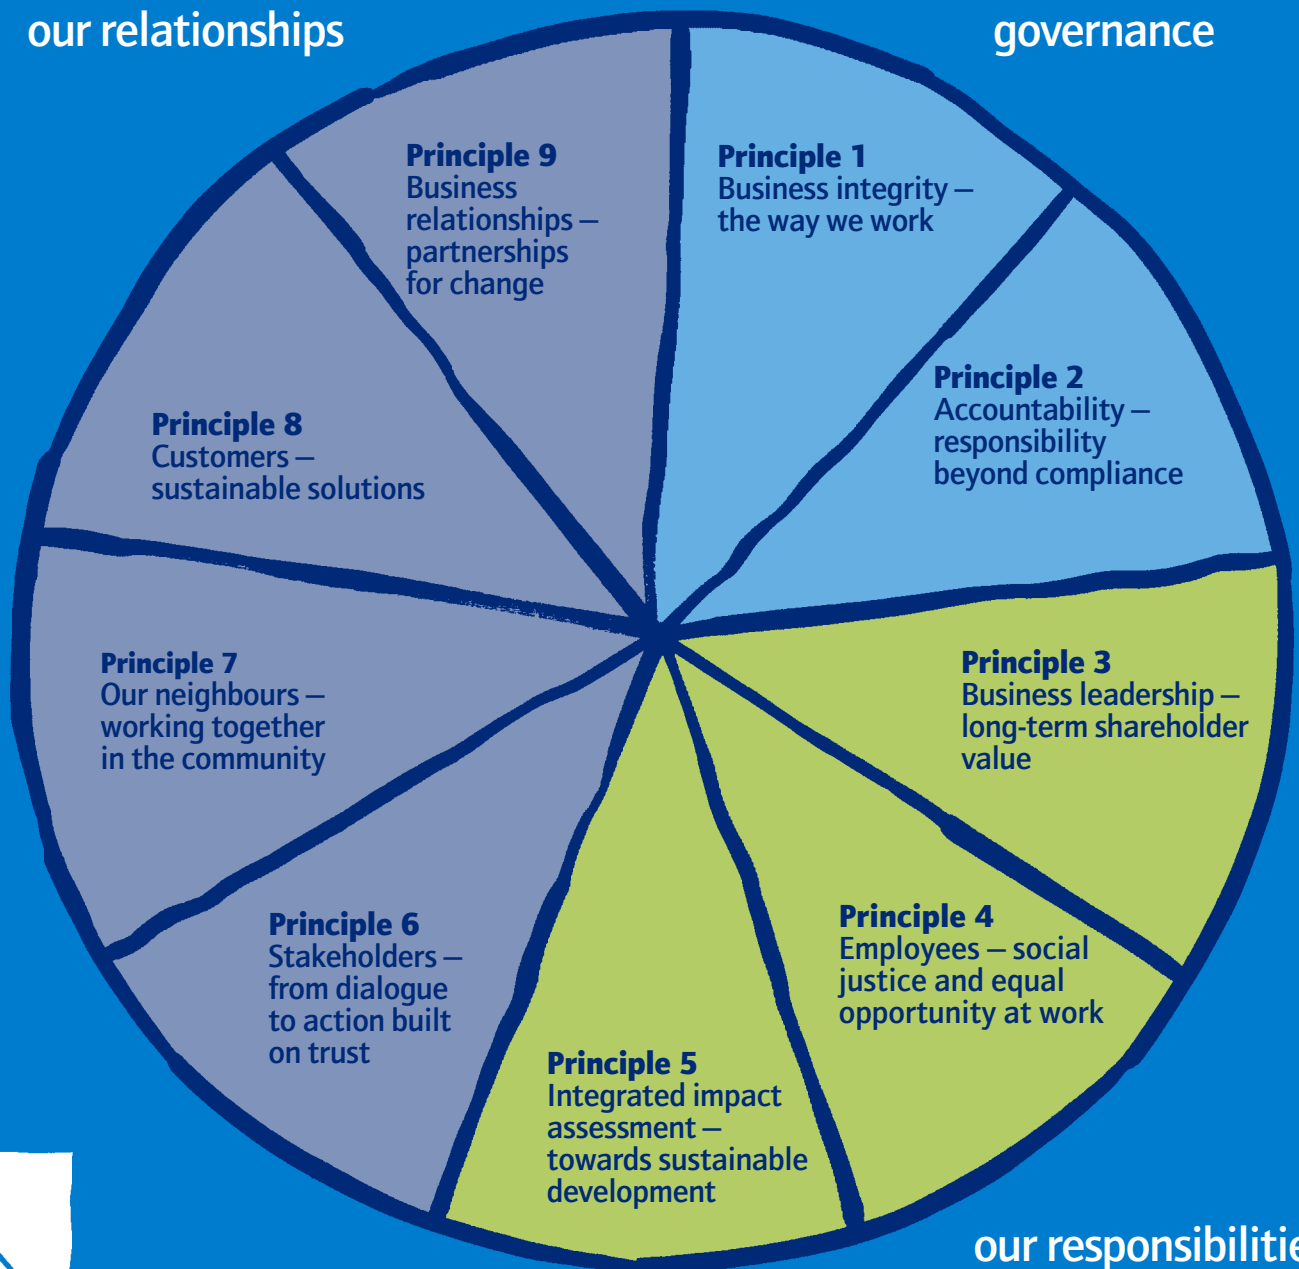 our relationships
governance
Principle 9
Business
relationships –
partnerships
for change
Principle 1
Business integrity –
the way we work
Principle 2
Accountability –
responsibility
beyond compliance
Principle 8
Customers –
sustainable solutions
Principle 3
Business leadership –
long-term shareholder
value
Principle 7
Our neighbours –
working together
in the community
Principle 4
Employees – social
justice and equal
opportunity at work
Principle 6
Stakeholders –
from dialogue
to action built
on trust
Principle 5
Integrated impact
assessment –
towards sustainable
development
our responsibilitie